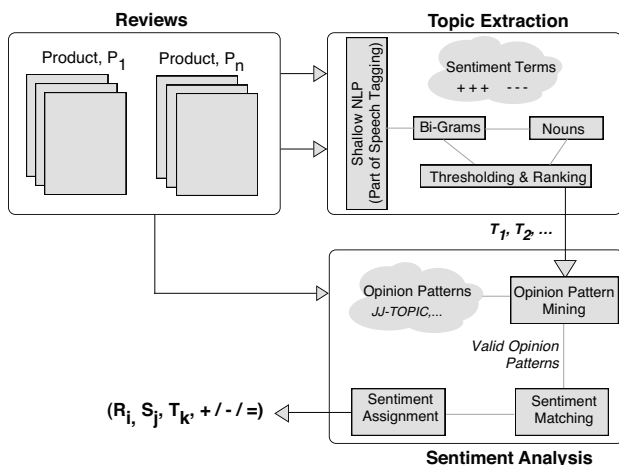 Reviews
Product, P1
Product, Pn
Topic Extraction
Shallow NLP
(Part of Speech Tagging)
Sentiment Terms
+ + + - - -
Bi-Grams
Nouns
Thresholding & Ranking
T1, T2, ...
Opinion Patterns
JJ-TOPIC,...
Opinion Pattern
Mining
Valid Opinion
Patterns
(Ri, Sj, Tk, + / - / =)
Sentiment
Assignment
Sentiment
Matching
Sentiment Analysis